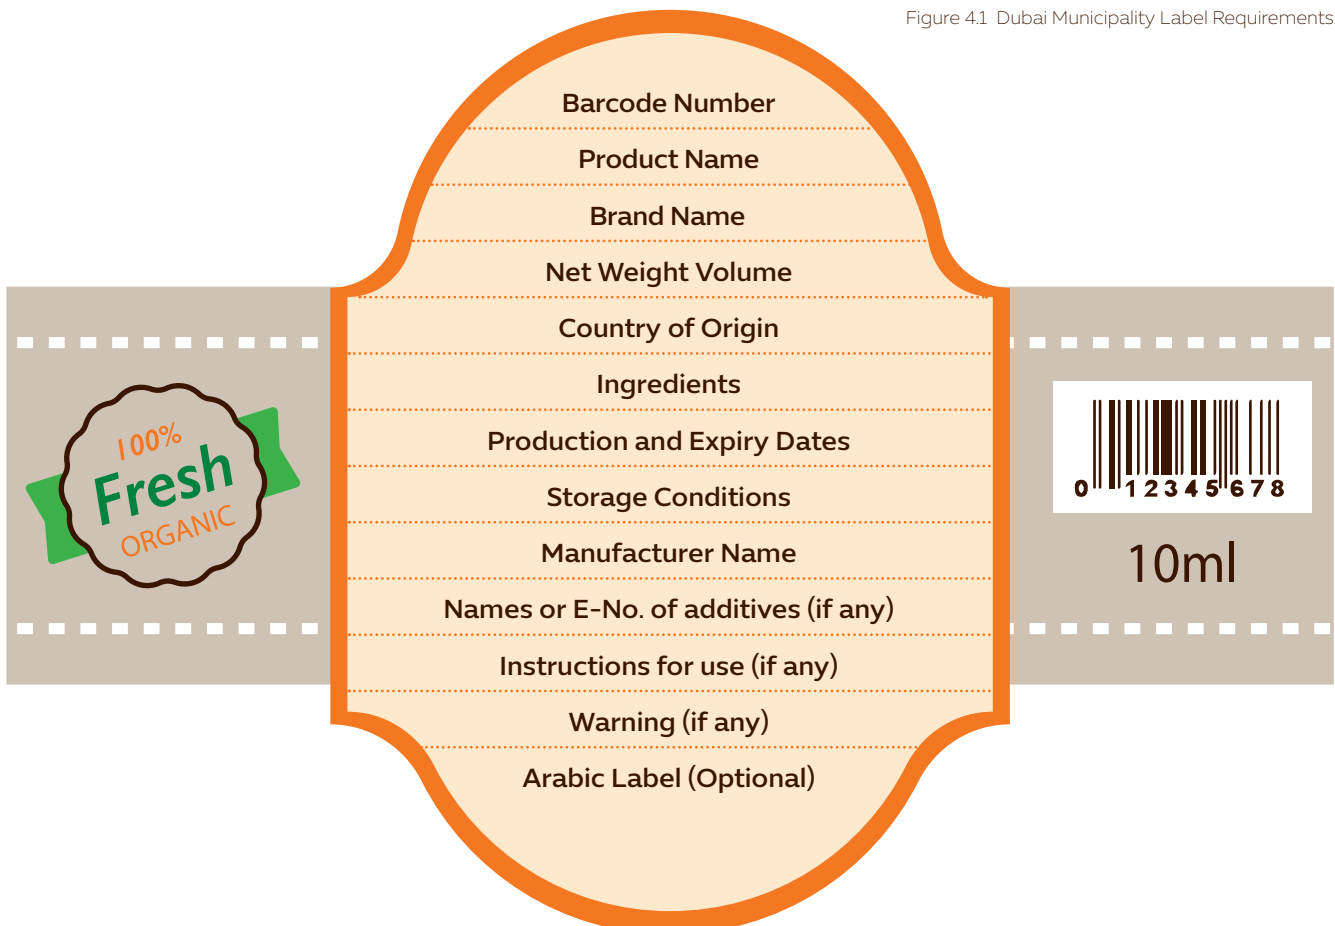 Figure 4.1 Dubai Municipality Label Requirements
Barcode Number
Product Name
Brand Name
Net Weight Volume
Country of Origin
Ingredients
Production and Expiry Dates
Storage Conditions
Manufacturer Name
Names or E-No. of additives (if any)
Instructions for use (if any)
Warning (if any)
Arabic Label (Optional)
100%
Fresh
ORGANIC
0 12345 678
10ml